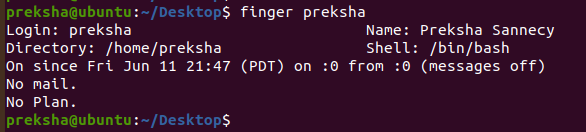 preksha@ubuntu:~/Desktop$ finger preksha
Login: preksha                          Name: Preksha Sannecy
Directory: /home/preksha                Shell: /bin/bash
On since Fri Jun 11 21:47 (PDT) on :0 from :0 (messages off)
No mail.
No Plan.
preksha@ubuntu:~/Desktop$